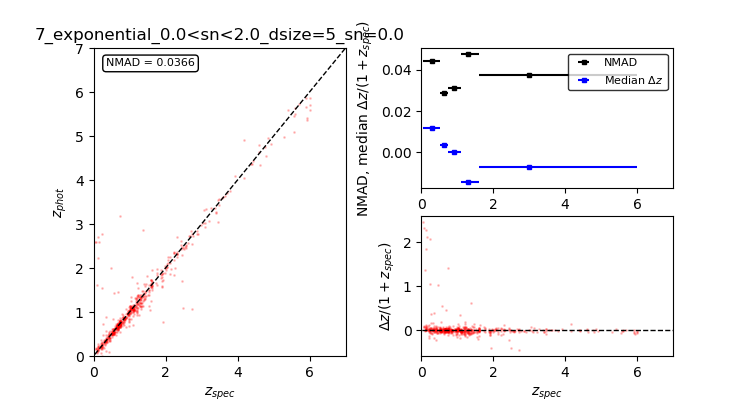 7_exponential_0.0<sn<2.0_dsize=5_sn=0.0
NMAD = 0.0366
z_phot
7
6
5
4
3
2
1
0
0
2
4
6
z_spec
NMAD, median Δz/(1 + z_spec)
0.04
0.02
0.00
NMAD
Median Δz
0
2
4
6
Δz/(1 + z_spec)
2
1
0
0
2
4
6
z_spec